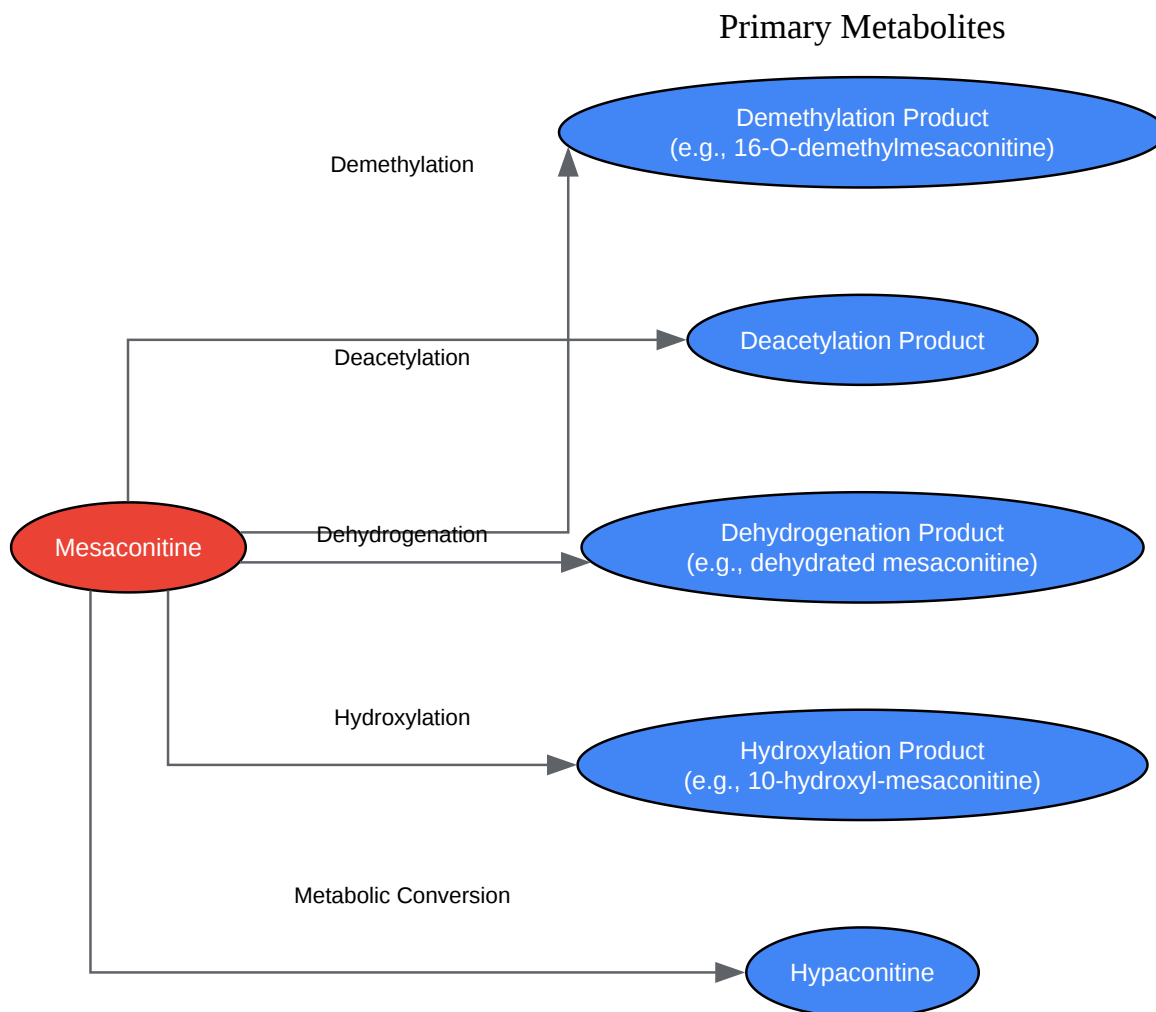 Primary Metabolites
Demethylation Product
(e.g., 16-O-demethylmesaconitine)
Demethylation
Deacetylation Product
Deacetylation
Mesaconitine
Dehydrogenation
Dehydrogenation Product
(e.g., dehydrated mesaconitine)
Hydroxylation
Hydroxylation Product
(e.g., 10-hydroxyl-mesaconitine)
Metabolic Conversion
Hypaconitine